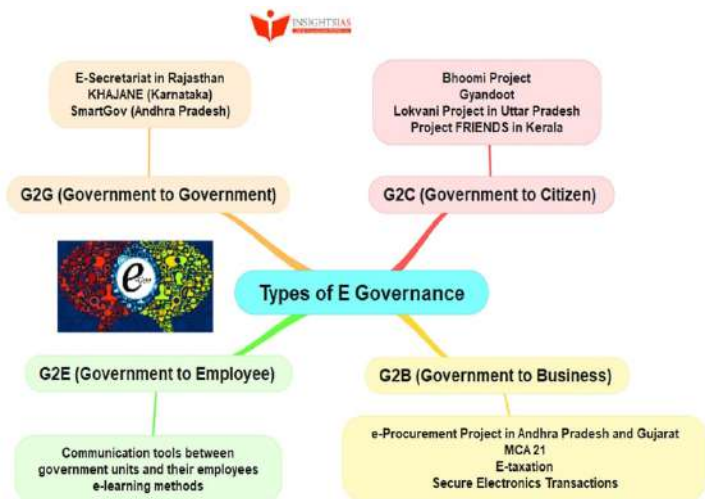 INSIGHTSIAS
E-Secretariat in Rajasthan
KHAJANE (Karnataka)
SmartGov (Andhra Pradesh)
G2G (Government to Government)
Bhoomi Project
Gyandoot
Lokvani Project in Uttar Pradesh
Project FRIENDS in Kerala
G2C (Government to Citizen)
Types of E Governance
G2E (Government to Employee)
Communication tools between
government units and their employees
e-learning methods
G2B (Government to Business)
e-Procurement Project in Andhra Pradesh and Gujarat
MCA 21
E-taxation
Secure Electronics Transactions